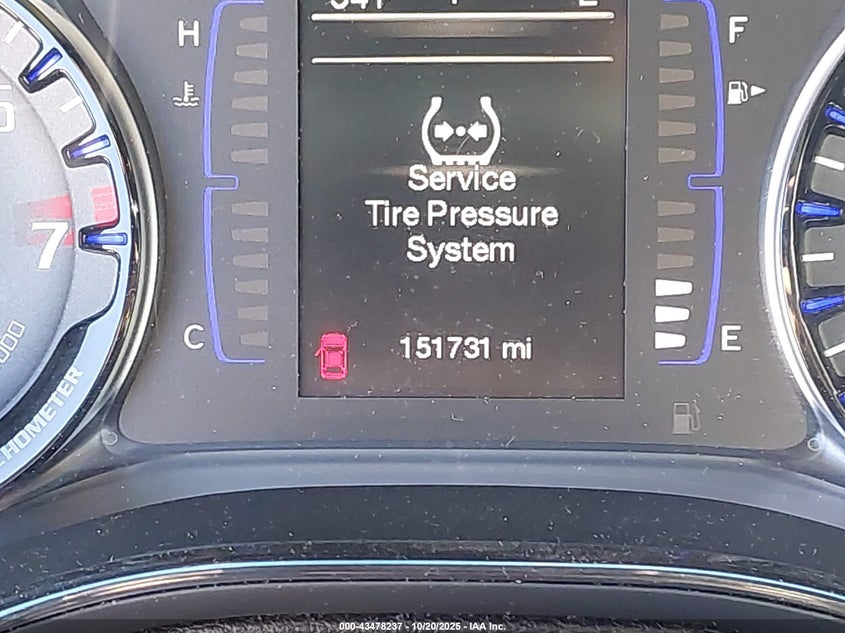 H
F
Service
Tire Pressure
System
7
C
151731 mi
E
000-43478237 - 10/20/2025 - IAA Inc.